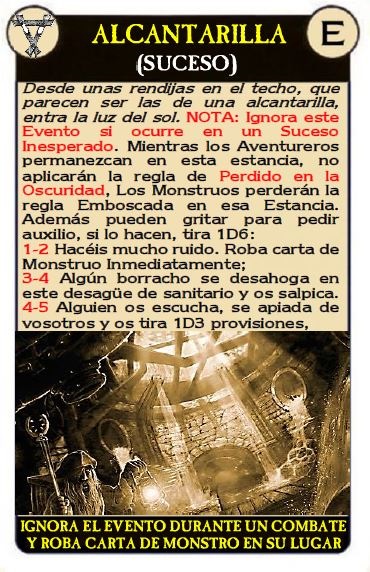 ALCANTARILLA
E
(SUCESO)
Desde unas rendijas en el techo, que
parecen ser las de una alcantarilla,
entra la luz del sol. NOTA: Ignora este
Evento si ocurre en un Suceso
Inesperado. Mientras los Aventureros
permanezcan en esta estancia, no
aplicarán la regla de Perdido en la
Oscuridad, Los Monstruos perderán la
regla Emboscada en esa Estancia.
Además pueden gritar para pedir
auxilio, si lo hacen, tira 1D6:
1-2 Hacéis mucho ruido. Roba carta de
Monstruo Inmediatamente;
3-4 Algún borracho se desahoga en
este desagüe de sanitario y os salpica.
4-5 Alguien os escucha, se apiada de
vosotros y os tira 1D3 provisiones,
IGNORA EL EVENTO DURANTE UN COMBATE
Y ROBA CARTA DE MONSTRO EN SU LUGAR